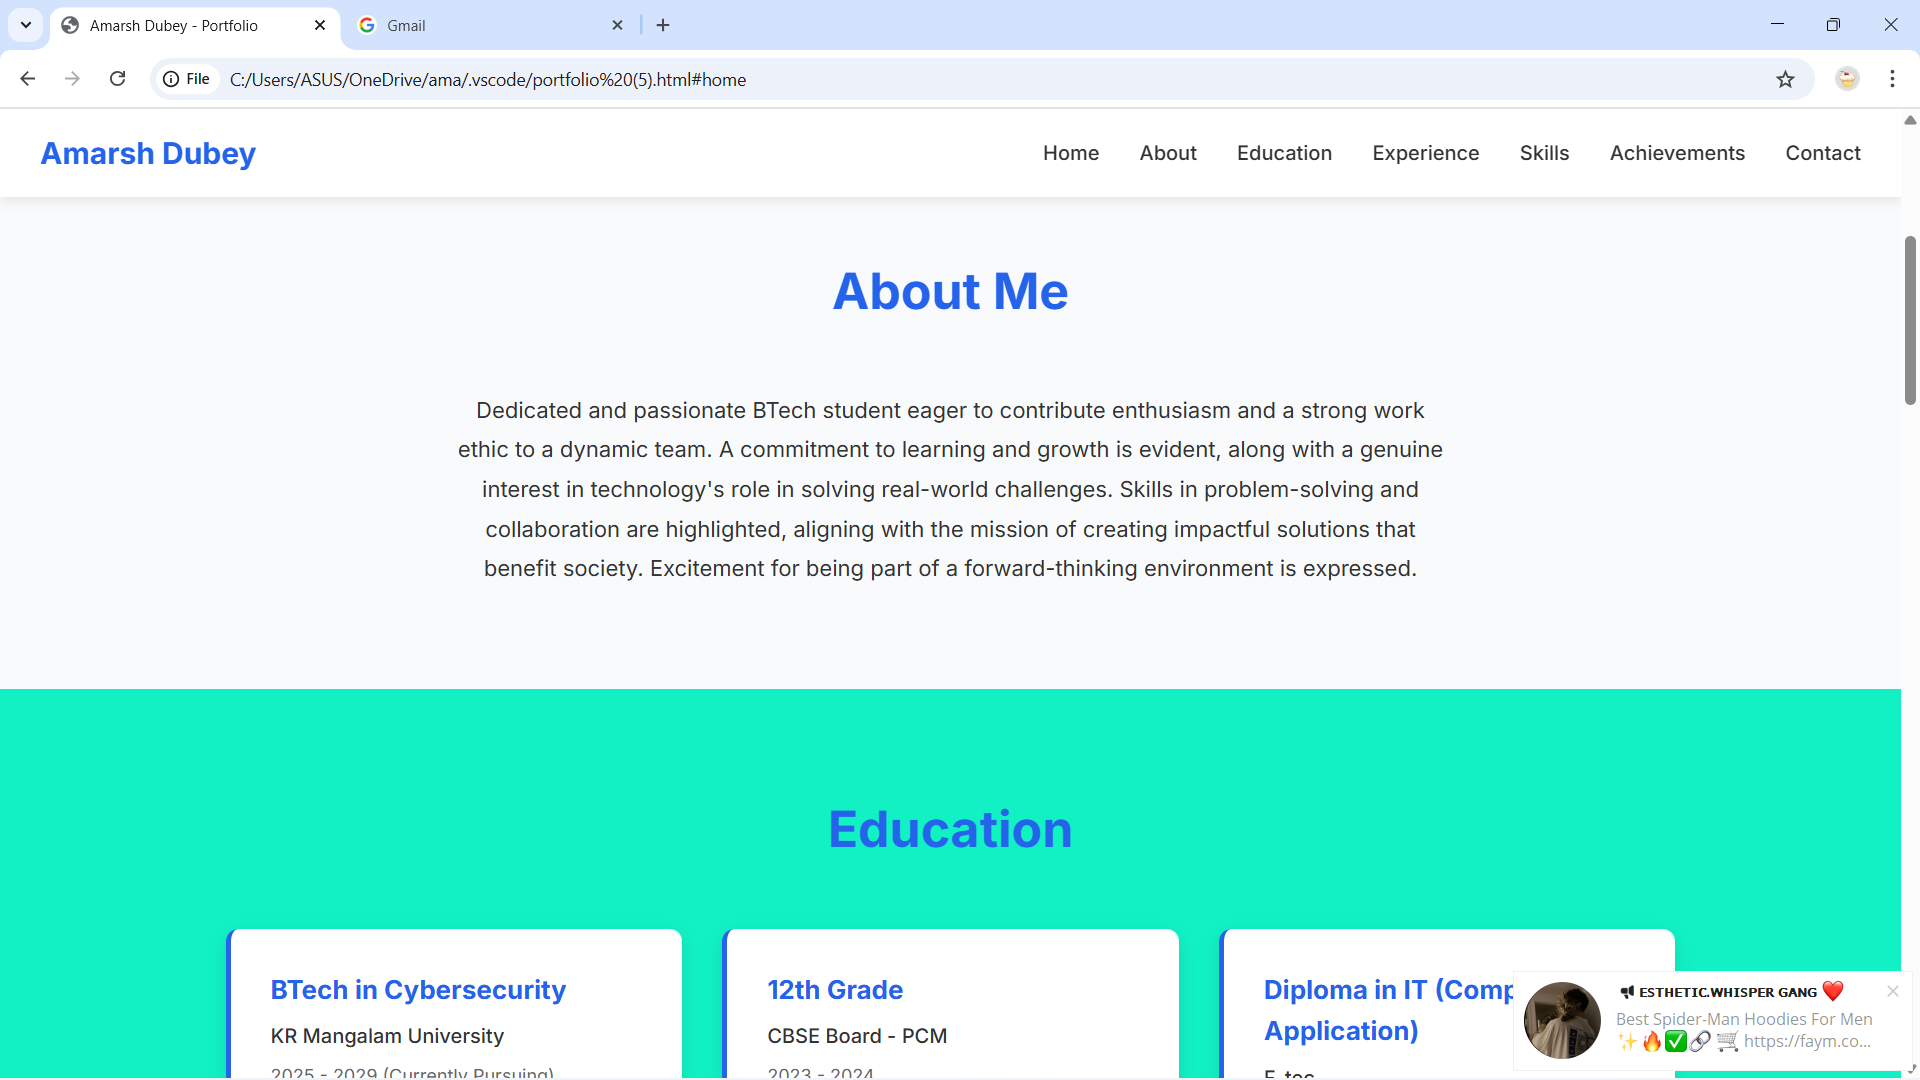 Amarsh Dubey - Portfolio
Gmail
File
C:/Users/ASUS/OneDrive/ama/.vscode/portfolio%20(5).html#home
Amarsh Dubey
Home
About
Education
Experience
Skills
Achievements
Contact
About Me
Dedicated and passionate BTech student eager to contribute enthusiasm and a strong work
ethic to a dynamic team. A commitment to learning and growth is evident, along with a genuine
interest in technology's role in solving real-world challenges. Skills in problem-solving and
collaboration are highlighted, aligning with the mission of creating impactful solutions that
benefit society. Excitement for being part of a forward-thinking environment is expressed.
Education
BTech in Cybersecurity
KR Mangalam University
2025 - 2029 (Currently Pursuing)
12th Grade
CBSE Board - PCM
2023 - 2024
Diploma in IT (Comp
Application)
E-tec
📢 ESTHETIC.WHISPER GANG ❤️
Best Spider-Man Hoodies For Men
✨🔥✅🔗🛒 https://faym.co...